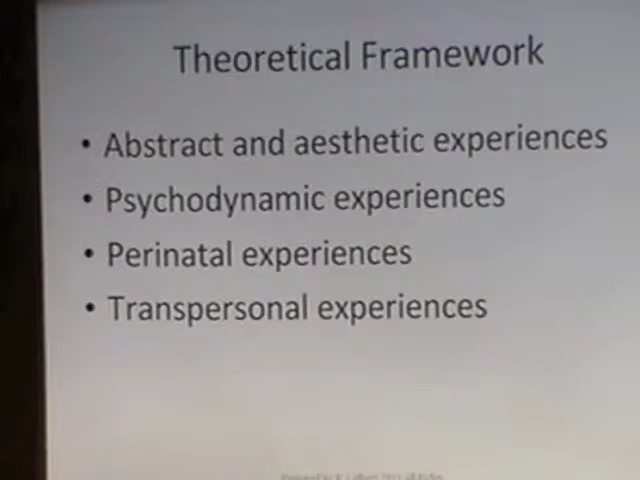 Theoretical Framework
• Abstract and aesthetic experiences
• Psychodynamic experiences
• Perinatal experiences
• Transpersonal experiences